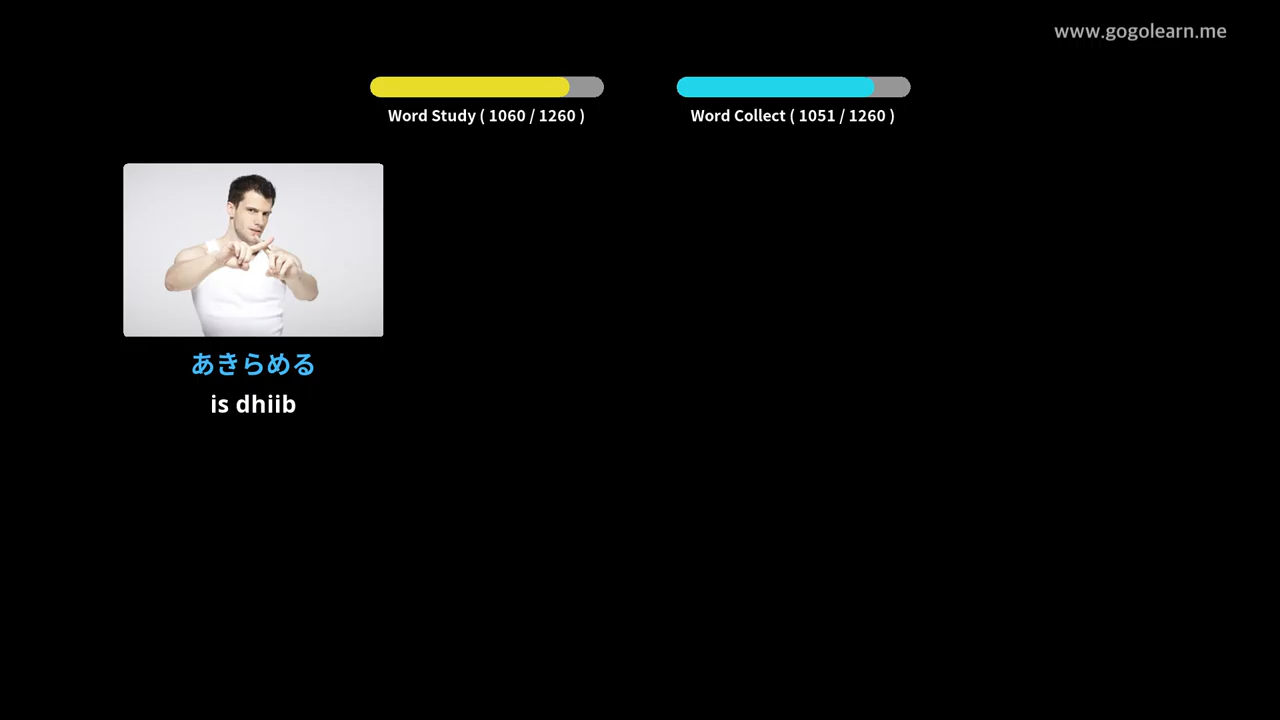 www.gogolearn.me
Word Study ( 1060 / 1260 )
Word Collect ( 1051 / 1260 )
あきらめる
is dhiib